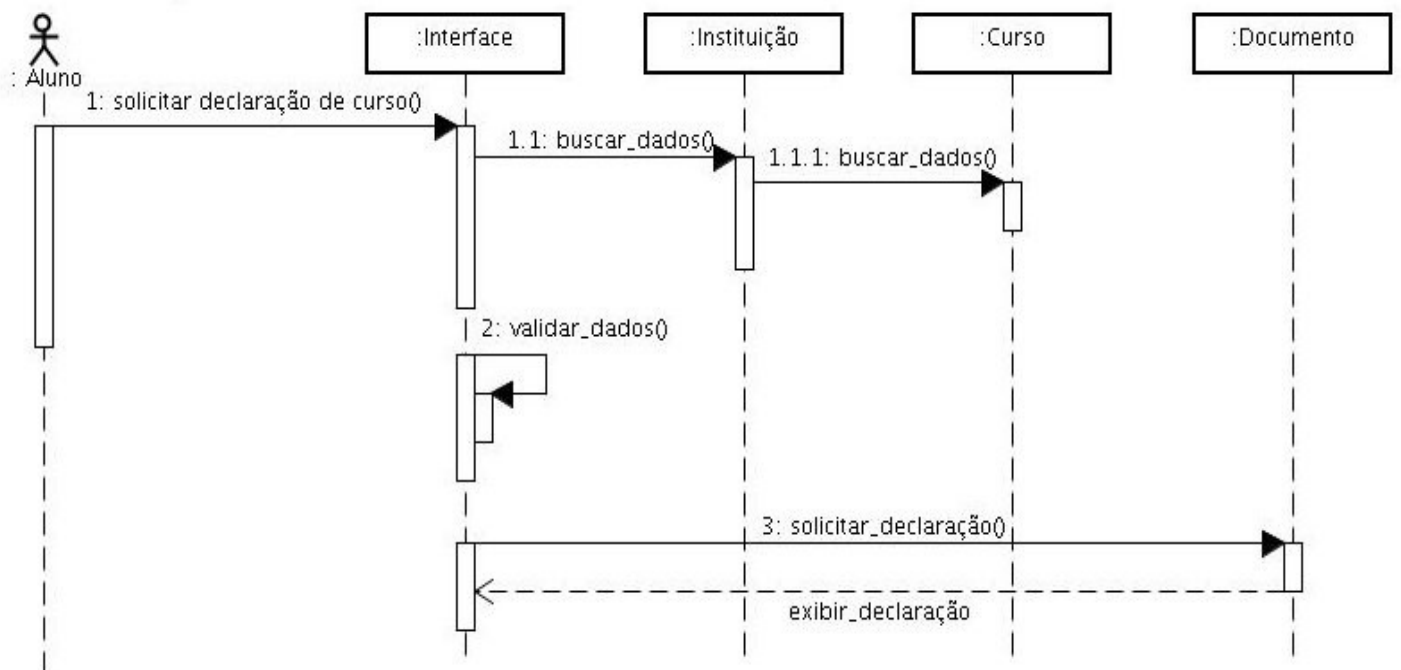 :Interface
:Instituição
:Curso
:Documento
: Aluno
1: solicitar declaração de curso()
1.1: buscar_dados()
1.1.1: buscar_dados()
2: validar_dados()
3: solicitar_declaração()
exibir_declaração